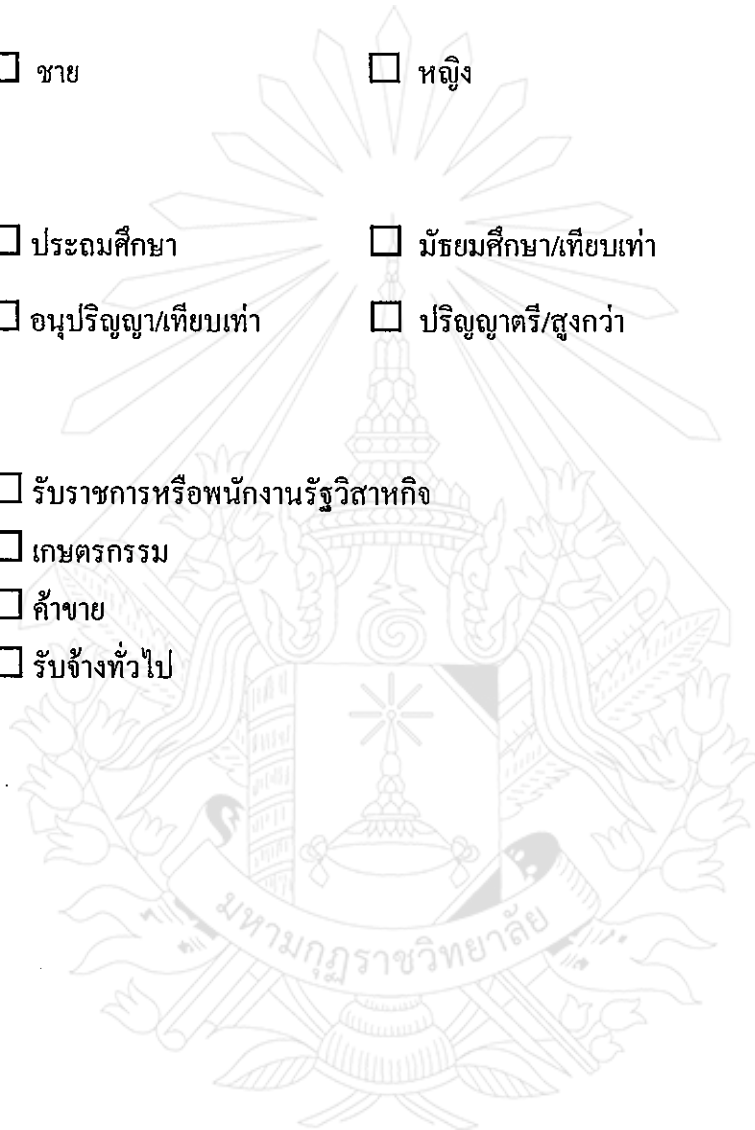 ☐ ชาย ☐ หญิง
☐ ประถมศึกษา ☐ มัธยมศึกษา/เทียบเท่า
☐ อนุปริญญา/เทียบเท่า ☐ ปริญญาตรี/สูงกว่า
☐ รับราชการหรือพนักงานรัฐวิสาหกิจ
☐ เกษตรกรรม
☐ ค้าขาย
☐ รับจ้างทั่วไป
มหามกุฏราชวิทยาลัย